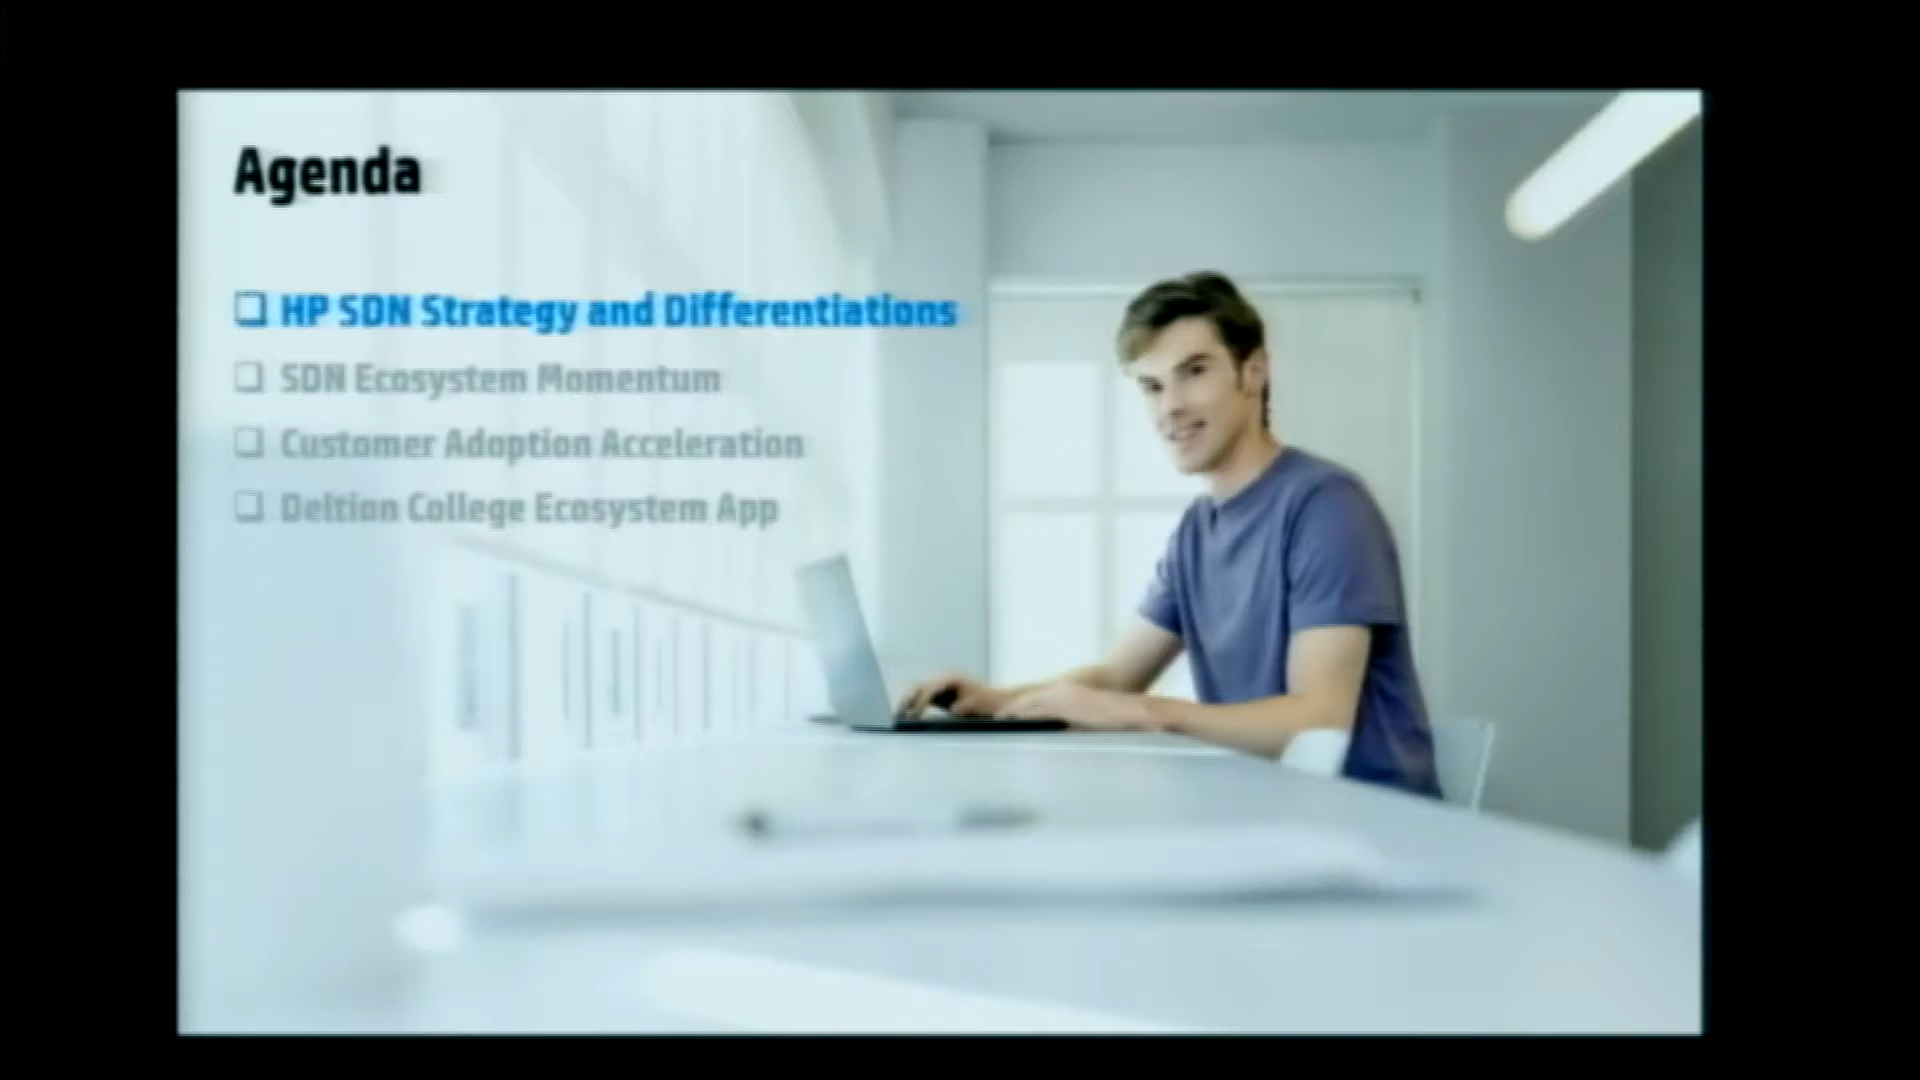 Agenda
❑ HP SDN Strategy and Differentiations
❑ SDN Ecosystem Momentum
❑ Customer Adoption Acceleration
❑ Deltion College Ecosystem App